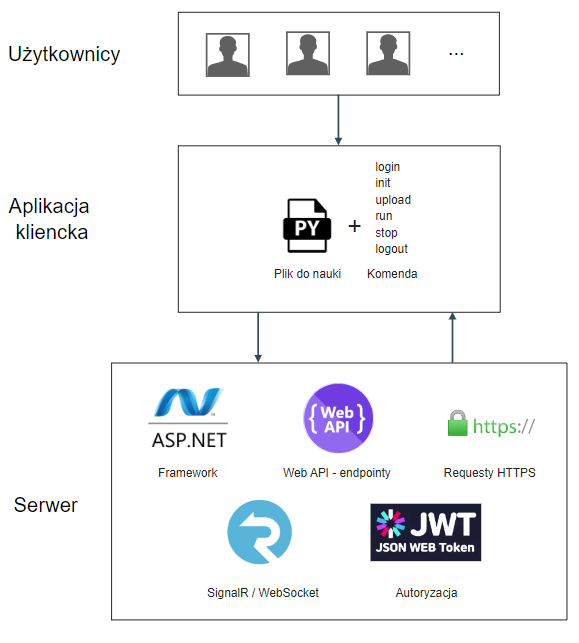 Użytkownicy
...
Aplikacja
kliencka
PY
+
login
init
upload
run
stop
logout
Plik do nauki
Komenda
Serwer
ASP.NET
{Web
API}
https://
Framework
Web API - endpointy
Requesty HTTPS
JWT
JSON WEB Token
SignalR / WebSocket
Autoryzacja